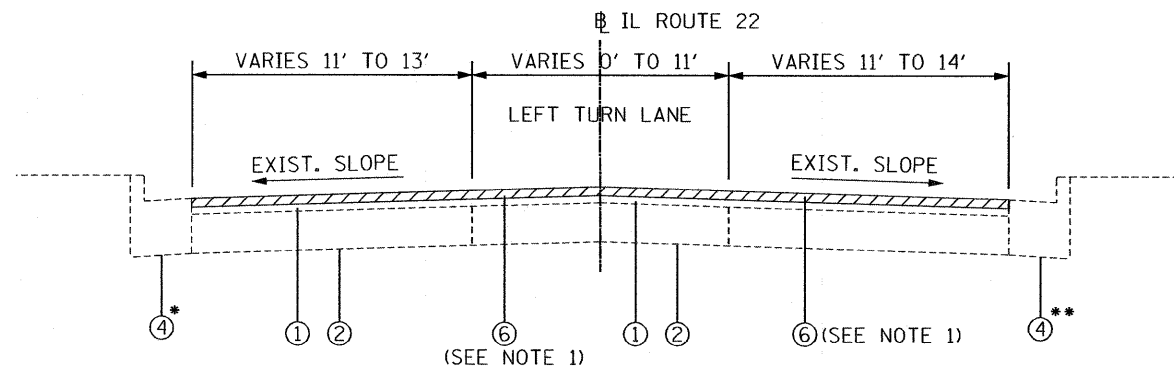 ℄ IL ROUTE 22
VARIES 11' TO 13' VARIES 0' TO 11' VARIES 11' TO 14'
LEFT TURN LANE
EXIST. SLOPE EXIST. SLOPE
4* 1 2 6 1 2 6 (SEE NOTE 1) 4**
(SEE NOTE 1)